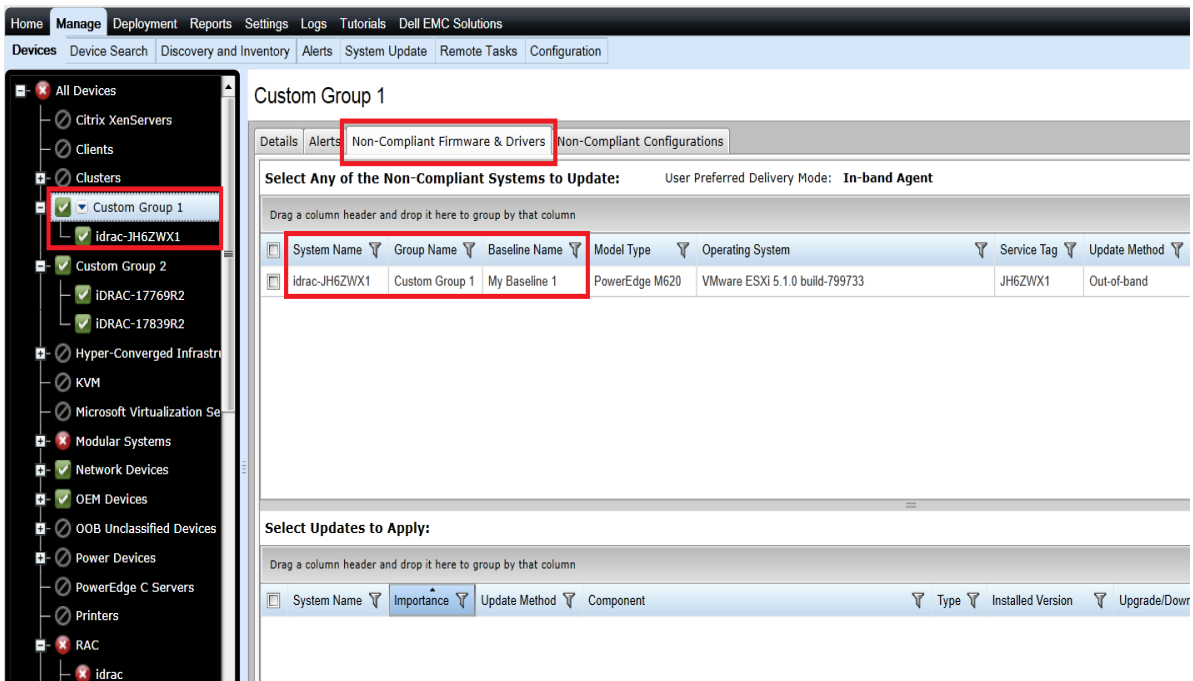 Home Manage Deployment Reports Settings Logs Tutorials Dell EMC Solutions
Devices Device Search Discovery and Inventory Alerts System Update Remote Tasks Configuration
All Devices
Citrix XenServers
Clients
Clusters
Custom Group 1
idrac-JH6ZWX1
Custom Group 2
iDRAC-17769R2
iDRAC-17839R2
Hyper-Converged Infrastru
KVM
Microsoft Virtualization Se
Modular Systems
Network Devices
OEM Devices
OOB Unclassified Devices
Power Devices
PowerEdge C Servers
Printers
RAC
idrac
Custom Group 1
Details Alerts Non-Compliant Firmware & Drivers Non-Compliant Configurations
Select Any of the Non-Compliant Systems to Update: User Preferred Delivery Mode: In-band Agent
Drag a column header and drop it here to group by that column
System Name Group Name Baseline Name Model Type Operating System Service Tag Update Method
idrac-JH6ZWX1 Custom Group 1 My Baseline 1 PowerEdge M620 VMware ESXi 5.1.0 build-799733 JH6ZWX1 Out-of-band
Select Updates to Apply:
Drag a column header and drop it here to group by that column
System Name Importance Update Method Component Type Installed Version Upgrade/Down